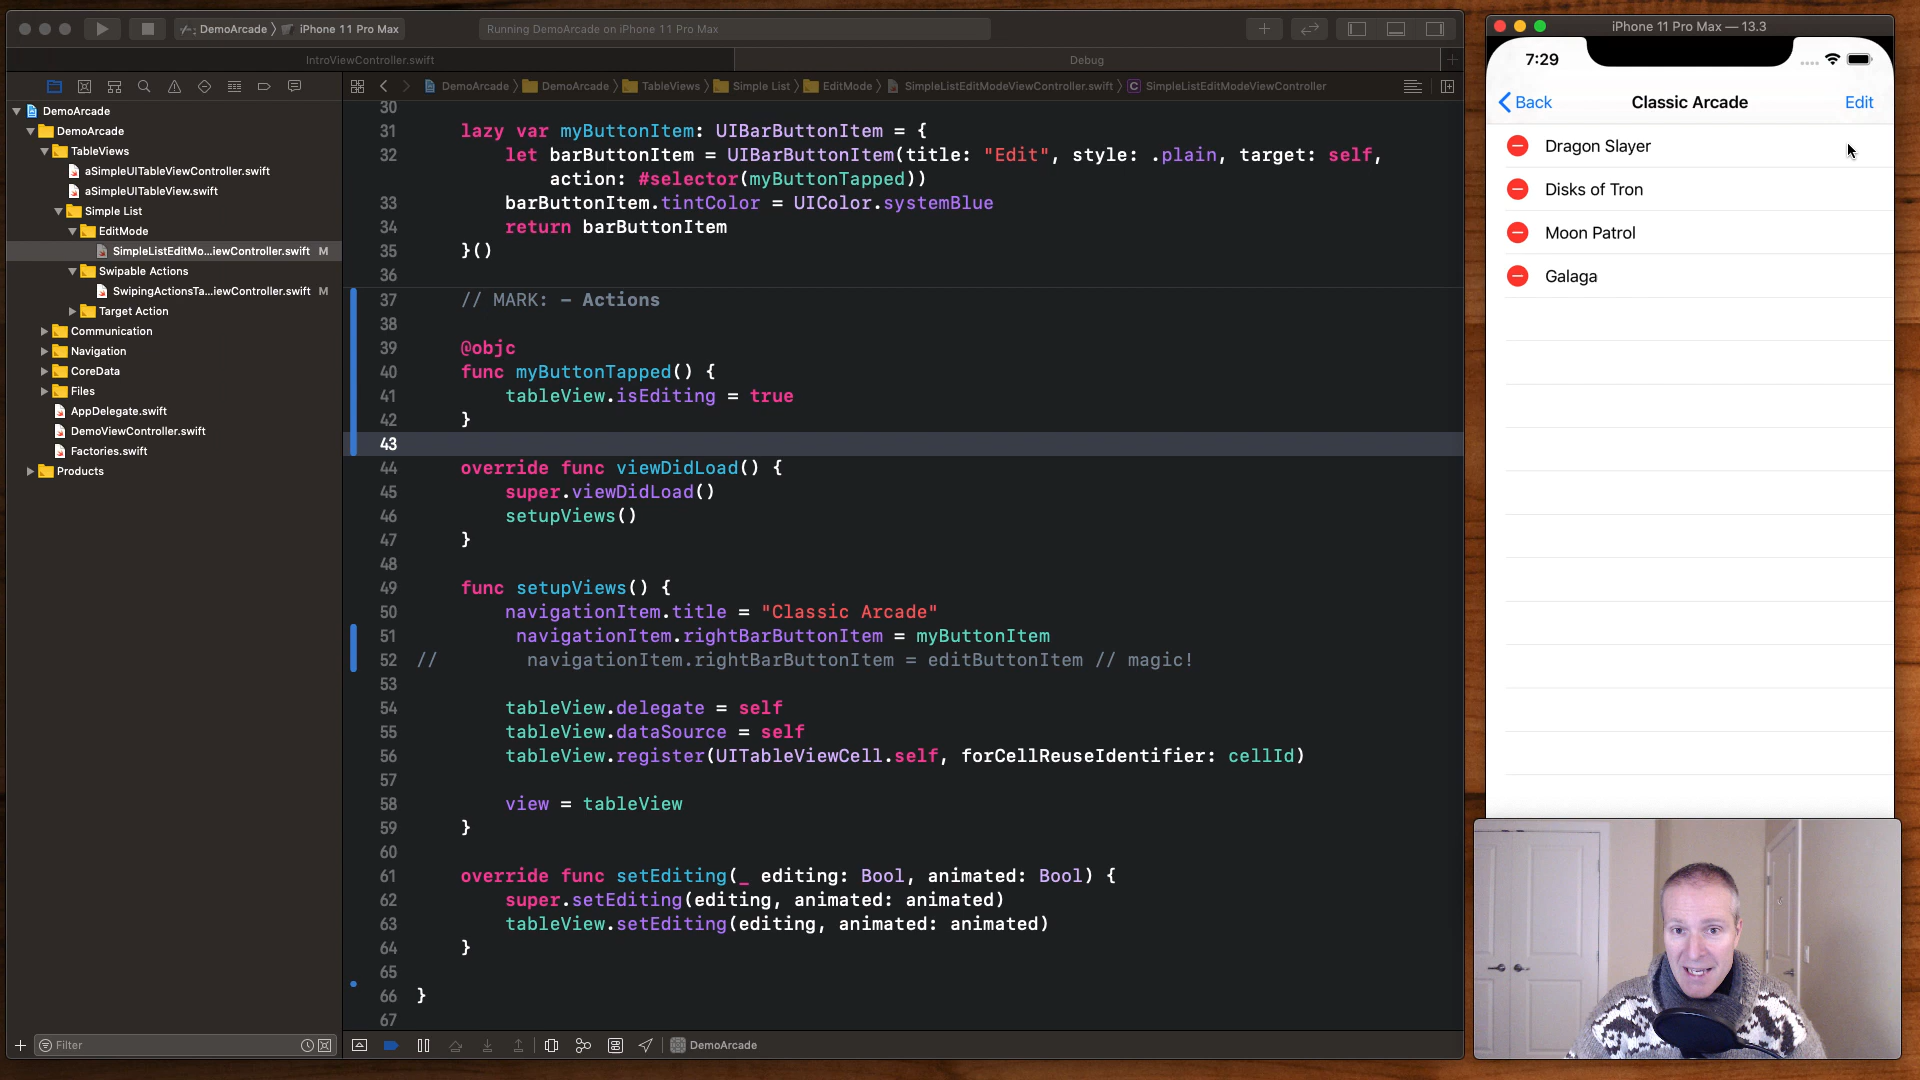 DemoArcade 〉 iPhone 11 Pro Max
Running DemoArcade on iPhone 11 Pro Max
IntroViewController.swift
Debug
DemoArcade 〉 DemoArcade 〉 TableViews 〉 Simple List 〉 EditMode 〉 SimpleListEditModeViewController.swift 〉 C SimpleListEditModeViewController
DemoArcade
DemoArcade
TableViews
aSimpleUITableViewController.swift
aSimpleUITableView.swift
Simple List
EditMode
SimpleListEditMo...iewController.swift M
Swipable Actions
SwipingActionsTa...iewController.swift M
Target Action
Communication
Navigation
CoreData
Files
AppDelegate.swift
DemoViewController.swift
Factories.swift
Products
Filter
30
31 lazy var myButtonItem: UIBarButtonItem = {
32 let barButtonItem = UIBarButtonItem(title: "Edit", style: .plain, target: self,
action: #selector(myButtonTapped))
33 barButtonItem.tintColor = UIColor.systemBlue
34 return barButtonItem
35 }()
36
37 // MARK: - Actions
38
39 @objc
40 func myButtonTapped() {
41 tableView.isEditing = true
42 }
43
44 override func viewDidLoad() {
45 super.viewDidLoad()
46 setupViews()
47 }
48
49 func setupViews() {
50 navigationItem.title = "Classic Arcade"
51 navigationItem.rightBarButtonItem = myButtonItem
52 // navigationItem.rightBarButtonItem = editButtonItem // magic!
53
54 tableView.delegate = self
55 tableView.dataSource = self
56 tableView.register(UITableViewCell.self, forCellReuseIdentifier: cellId)
57
58 view = tableView
59 }
60
61 override func setEditing(_ editing: Bool, animated: Bool) {
62 super.setEditing(editing, animated: animated)
63 tableView.setEditing(editing, animated: animated)
64 }
65
66 }
67
DemoArcade
iPhone 11 Pro Max — 13.3
7:29
Back
Classic Arcade
Edit
Dragon Slayer
Disks of Tron
Moon Patrol
Galaga